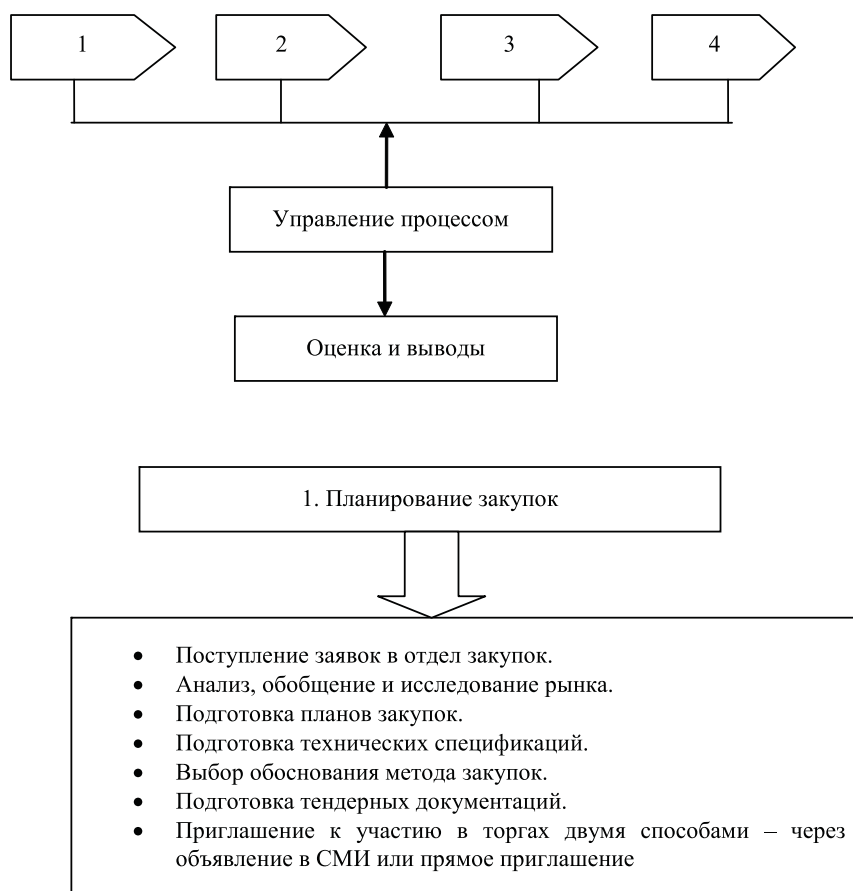 1 2 3 4
Управление процессом
Оценка и выводы
1. Планирование закупок
• Поступление заявок в отдел закупок.
• Анализ, обобщение и исследование рынка.
• Подготовка планов закупок.
• Подготовка технических спецификаций.
• Выбор обоснования метода закупок.
• Подготовка тендерных документаций.
• Приглашение к участию в торгах двумя способами – через
объявление в СМИ или прямое приглашение